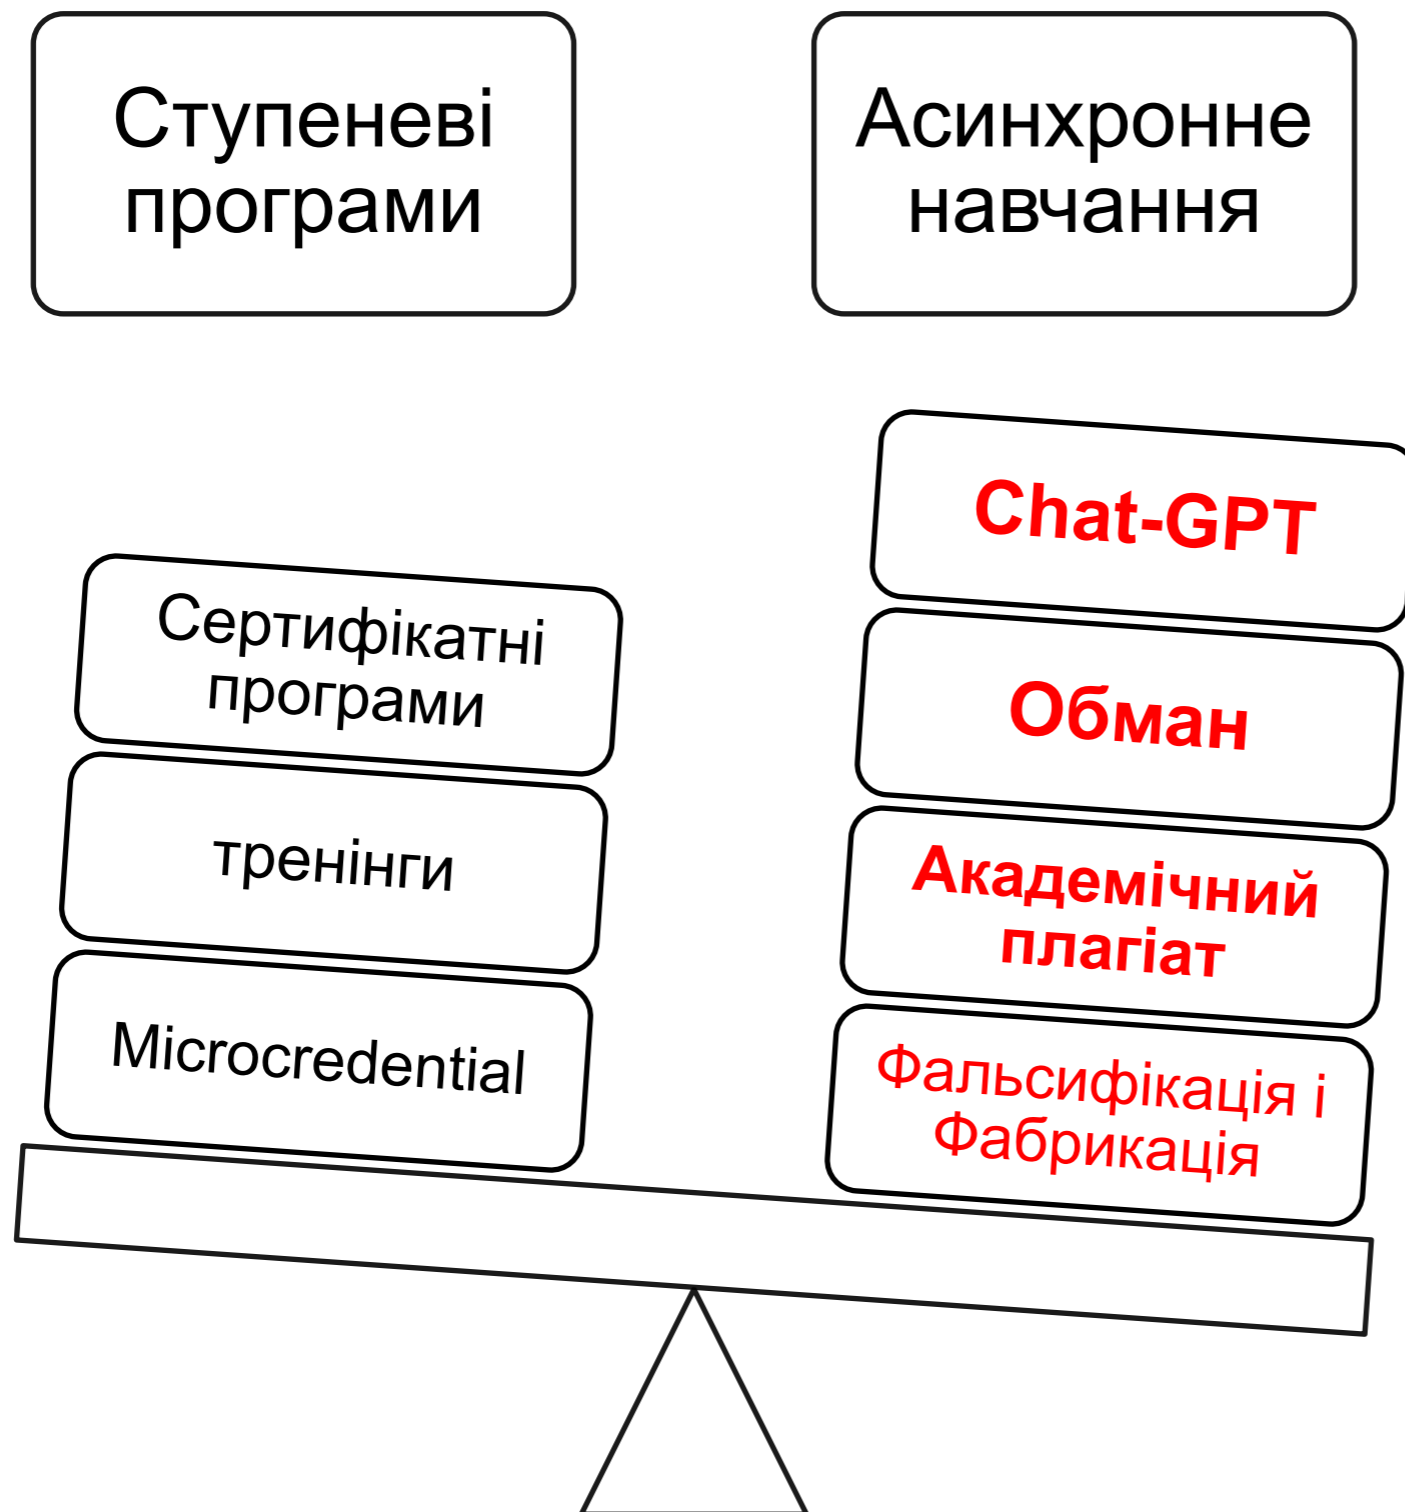 Ступеневі
програми
Асинхронне
навчання
Сертифікатні
програми
тренінги
Microcredential
Chat-GPT
Обман
Академічний
плагіат
Фальсифікація і
Фабрикація